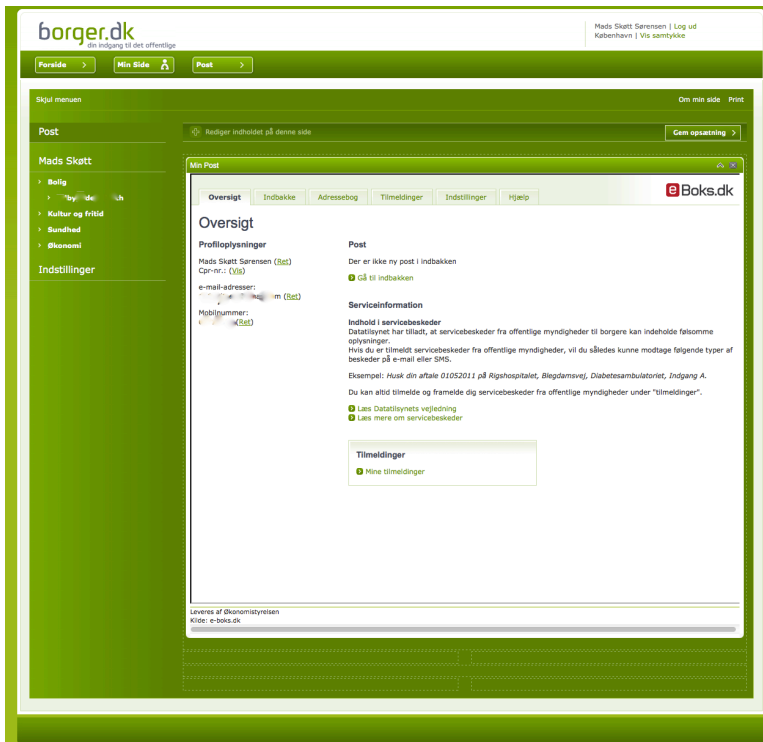 borger.dk
din indgang til det offentlige
Mads Skøtt Sørensen | Log ud
København | Vis samtykke
Forside >
Min Side
Post >
Skjul menuen
Om min side Print
Post
Rediger indholdet på denne side
Gem opsætning >
Mads Skøtt
› Bolig
›
› Kultur og fritid
› Sundhed
› Økonomi
Indstillinger
Min Post
Oversigt Indbakke Adressebog Tilmeldinger Indstillinger Hjælp
e Boks.dk
Oversigt
Profiloplysninger
Mads Skøtt Sørensen (Ret)
Cpr-nr.: (Vis)
e-mail-adresser:
(Ret)
Mobilnummer:
(Ret)
Post
Der er ikke ny post i indbakken
Gå til indbakken
Serviceinformation
Indhold i servicebeskeder
Datatilsynet har tilladt, at servicebeskeder fra offentlige myndigheder til borgere kan indeholde følsomme
oplysninger.
Hvis du er tilmeldt servicebeskeder fra offentlige myndigheder, vil du således kunne modtage følgende typer af
beskeder på e-mail eller SMS.
Eksempel: Husk din aftale 01052011 på Rigshospitalet, Blegdamsvej, Diabetesambulatoriet, Indgang A.
Du kan altid tilmelde og framelde dig servicebeskeder fra offentlige myndigheder under "tilmeldinger".
Læs Datatilsynets vejledning
Læs mere om servicebeskeder
Tilmeldinger
Mine tilmeldinger
Leveres af Økonomistyrelsen
Kilde: e-boks.dk